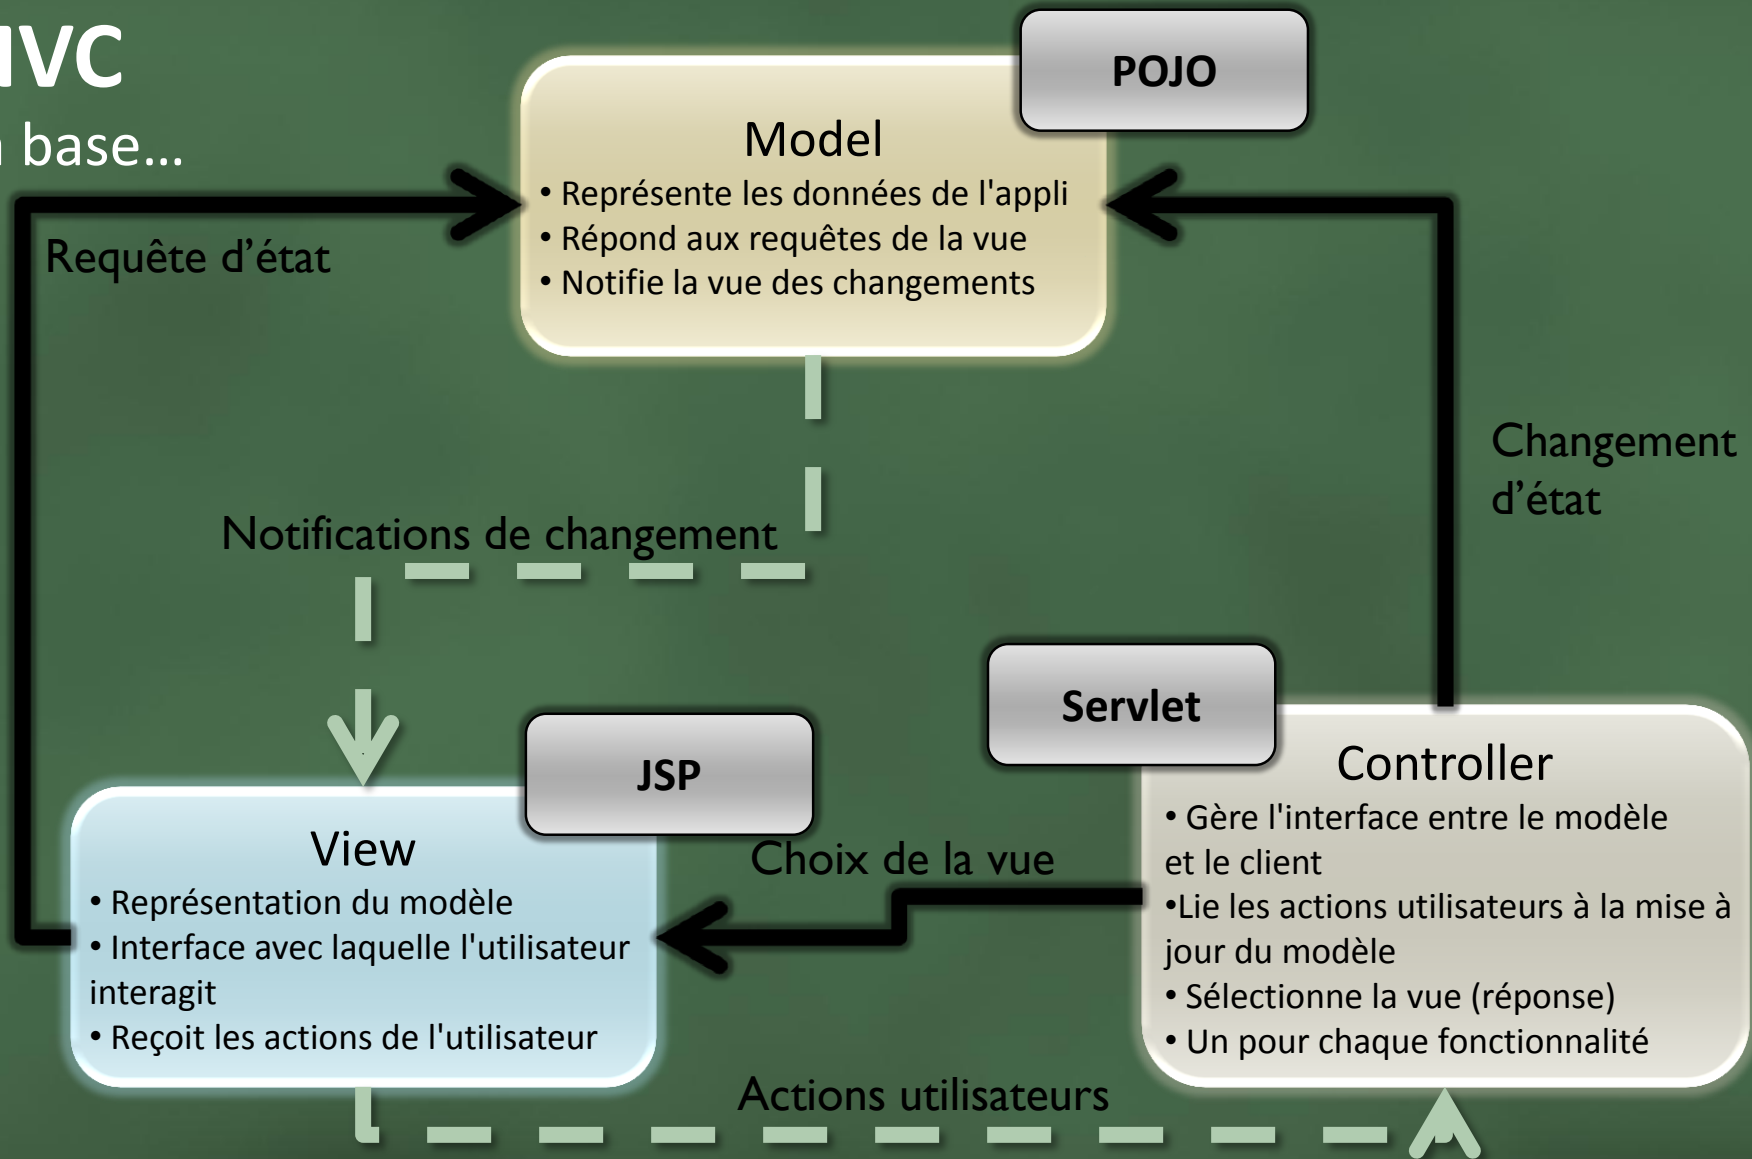 IVC
base...
POJO
Model
• Représente les données de l'appli
• Répond aux requêtes de la vue
• Notifie la vue des changements
Requête d’état
Changement
d’état
Notifications de changement
Servlet
JSP
Controller
• Gère l'interface entre le modèle
et le client
•Lie les actions utilisateurs à la mise à
jour du modèle
• Sélectionne la vue (réponse)
• Un pour chaque fonctionnalité
View
• Représentation du modèle
• Interface avec laquelle l'utilisateur
interagit
• Reçoit les actions de l'utilisateur
Choix de la vue
Actions utilisateurs